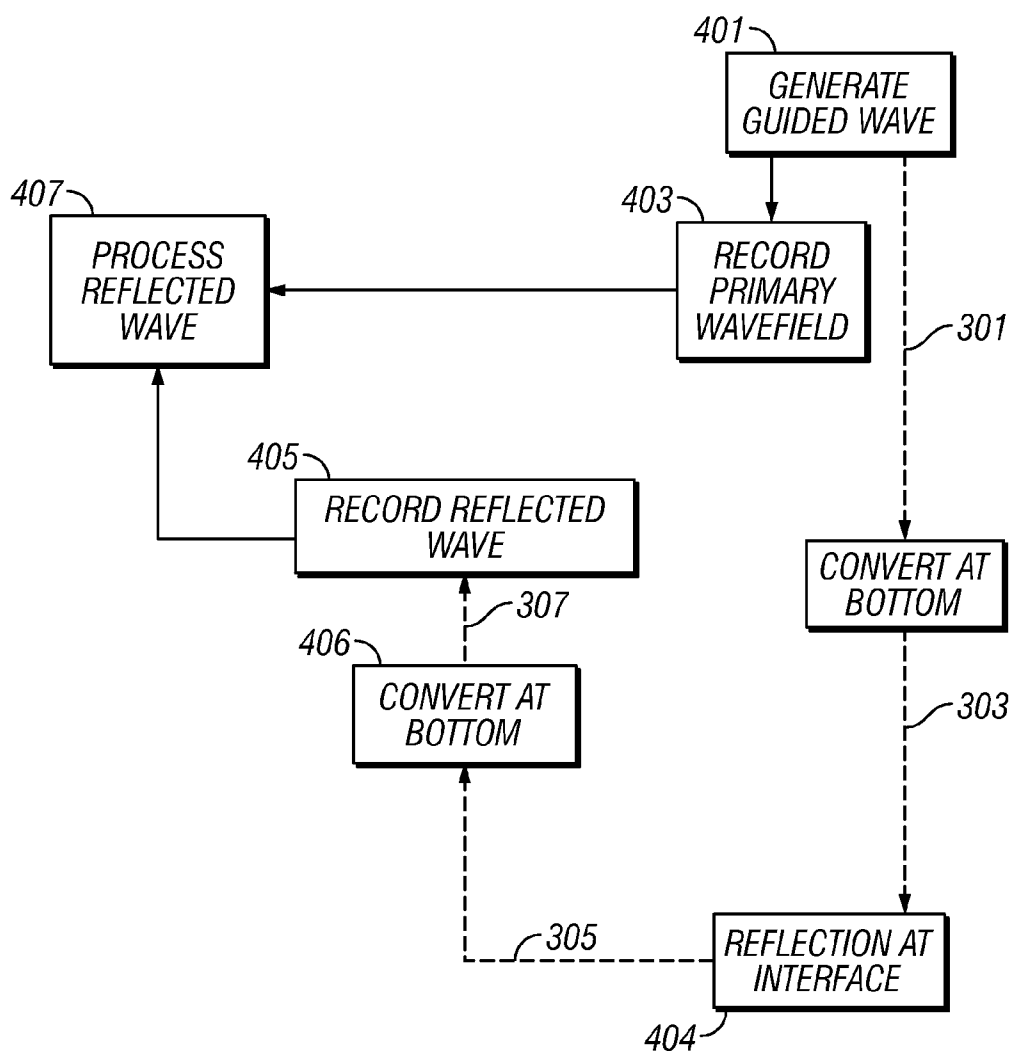 401
GENERATE
GUIDED WAVE
407
403
PROCESS
REFLECTED
WAVE
RECORD
PRIMARY
WAVEFIELD
301
405
RECORD REFLECTED
WAVE
CONVERT AT
BOTTOM
307
406
CONVERT AT
BOTTOM
303
305
REFLECTION AT
INTERFACE
404